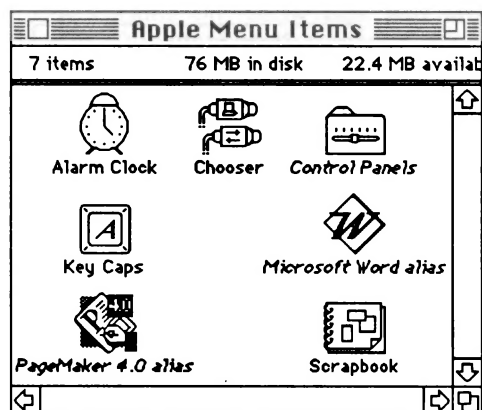 Apple Menu Items
7 items 76 MB in disk 22.4 MB availab
Alarm Clock Chooser Control Panels
A W
Key Caps Microsoft Word alias
P
PageMaker 4.0 alias Scrapbook